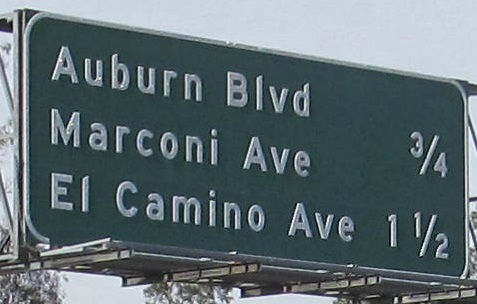 Auburn Blvd
Marconi Ave ¾
El Camino Ave 1 ½